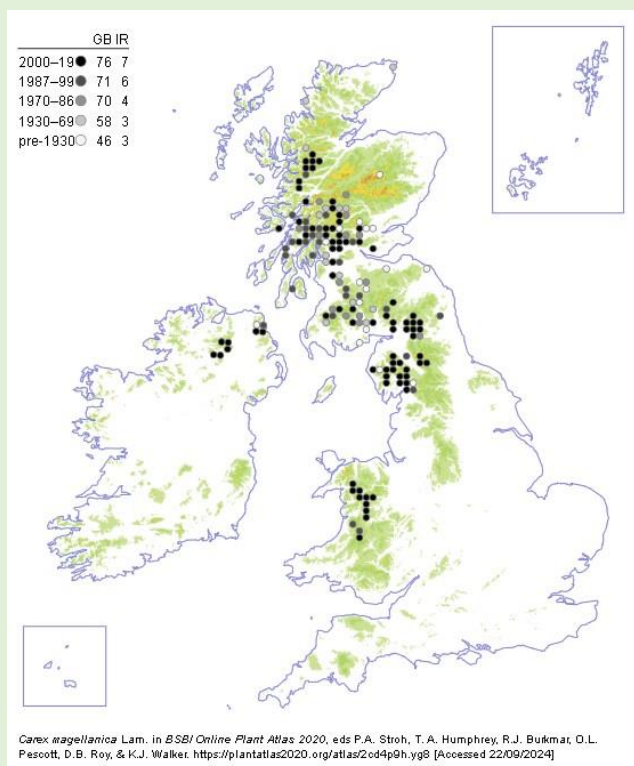 GB IR
2000–19 76 7
1987–99 71 6
1970–86 70 4
1930–69 58 3
pre-1930 46 3
Carex magellanica Lam. in BSBI Online Plant Atlas 2020, eds P.A. Stroh, T. A. Humphrey, R.J. Burkmar, O.L.
Pescott, D.B. Roy, & K.J. Walker. https://plantatlas2020.org/atlas/2cd4p9h.yg8 [Accessed 22/09/2024]